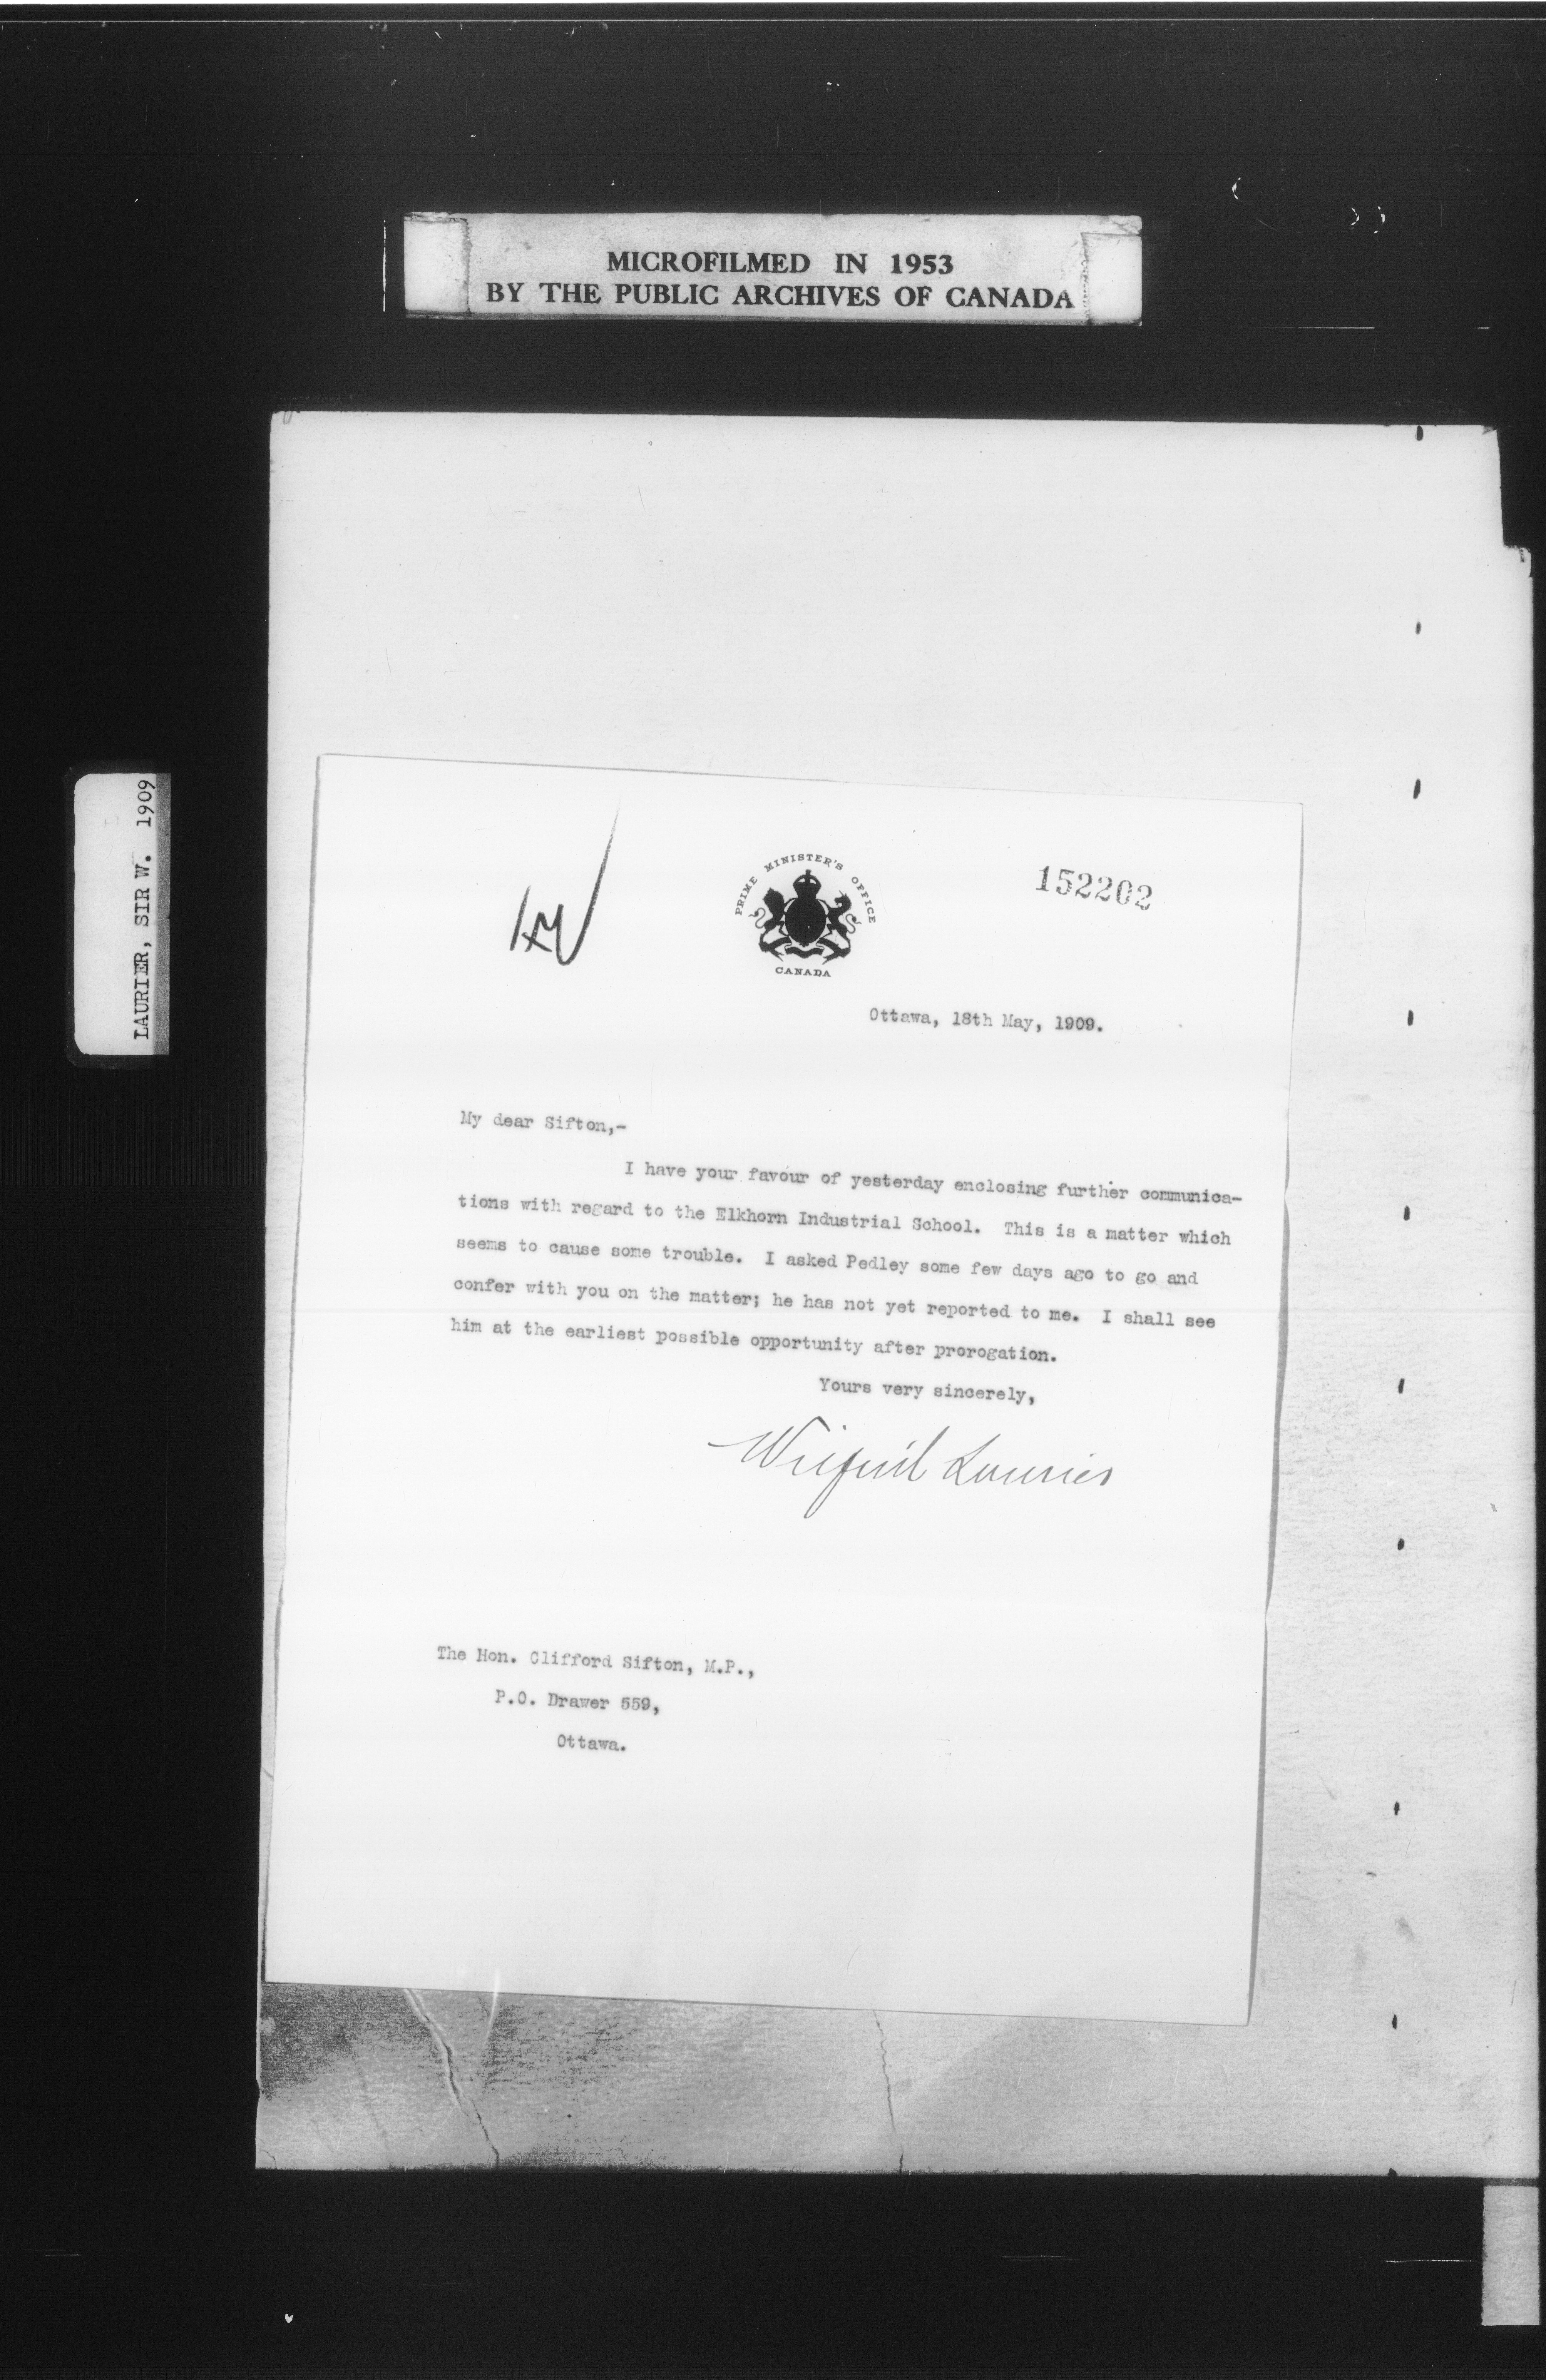 MICROFILMED IN 1953
BY THE PUBLIC ARCHIVES OF CANADA
LAURIER, SIR W. 1909
PRIME MINISTER'S OFFICE
CANADA
152202
Ottawa, 18th May, 1909.
My dear Sifton,-
I have your favour of yesterday enclosing further communica-
tions with regard to the Elkhorn Industrial School. This is a matter which
seems to cause some trouble. I asked Pedley some few days ago to go and
confer with you on the matter; he has not yet reported to me. I shall see
him at the earliest possible opportunity after prorogation.
Yours very sincerely,
Wilfrid Laurier
The Hon. Clifford Sifton, M.P.,
P.O. Drawer 559,
Ottawa.